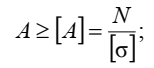 A ≥ [A] = N/[σ];